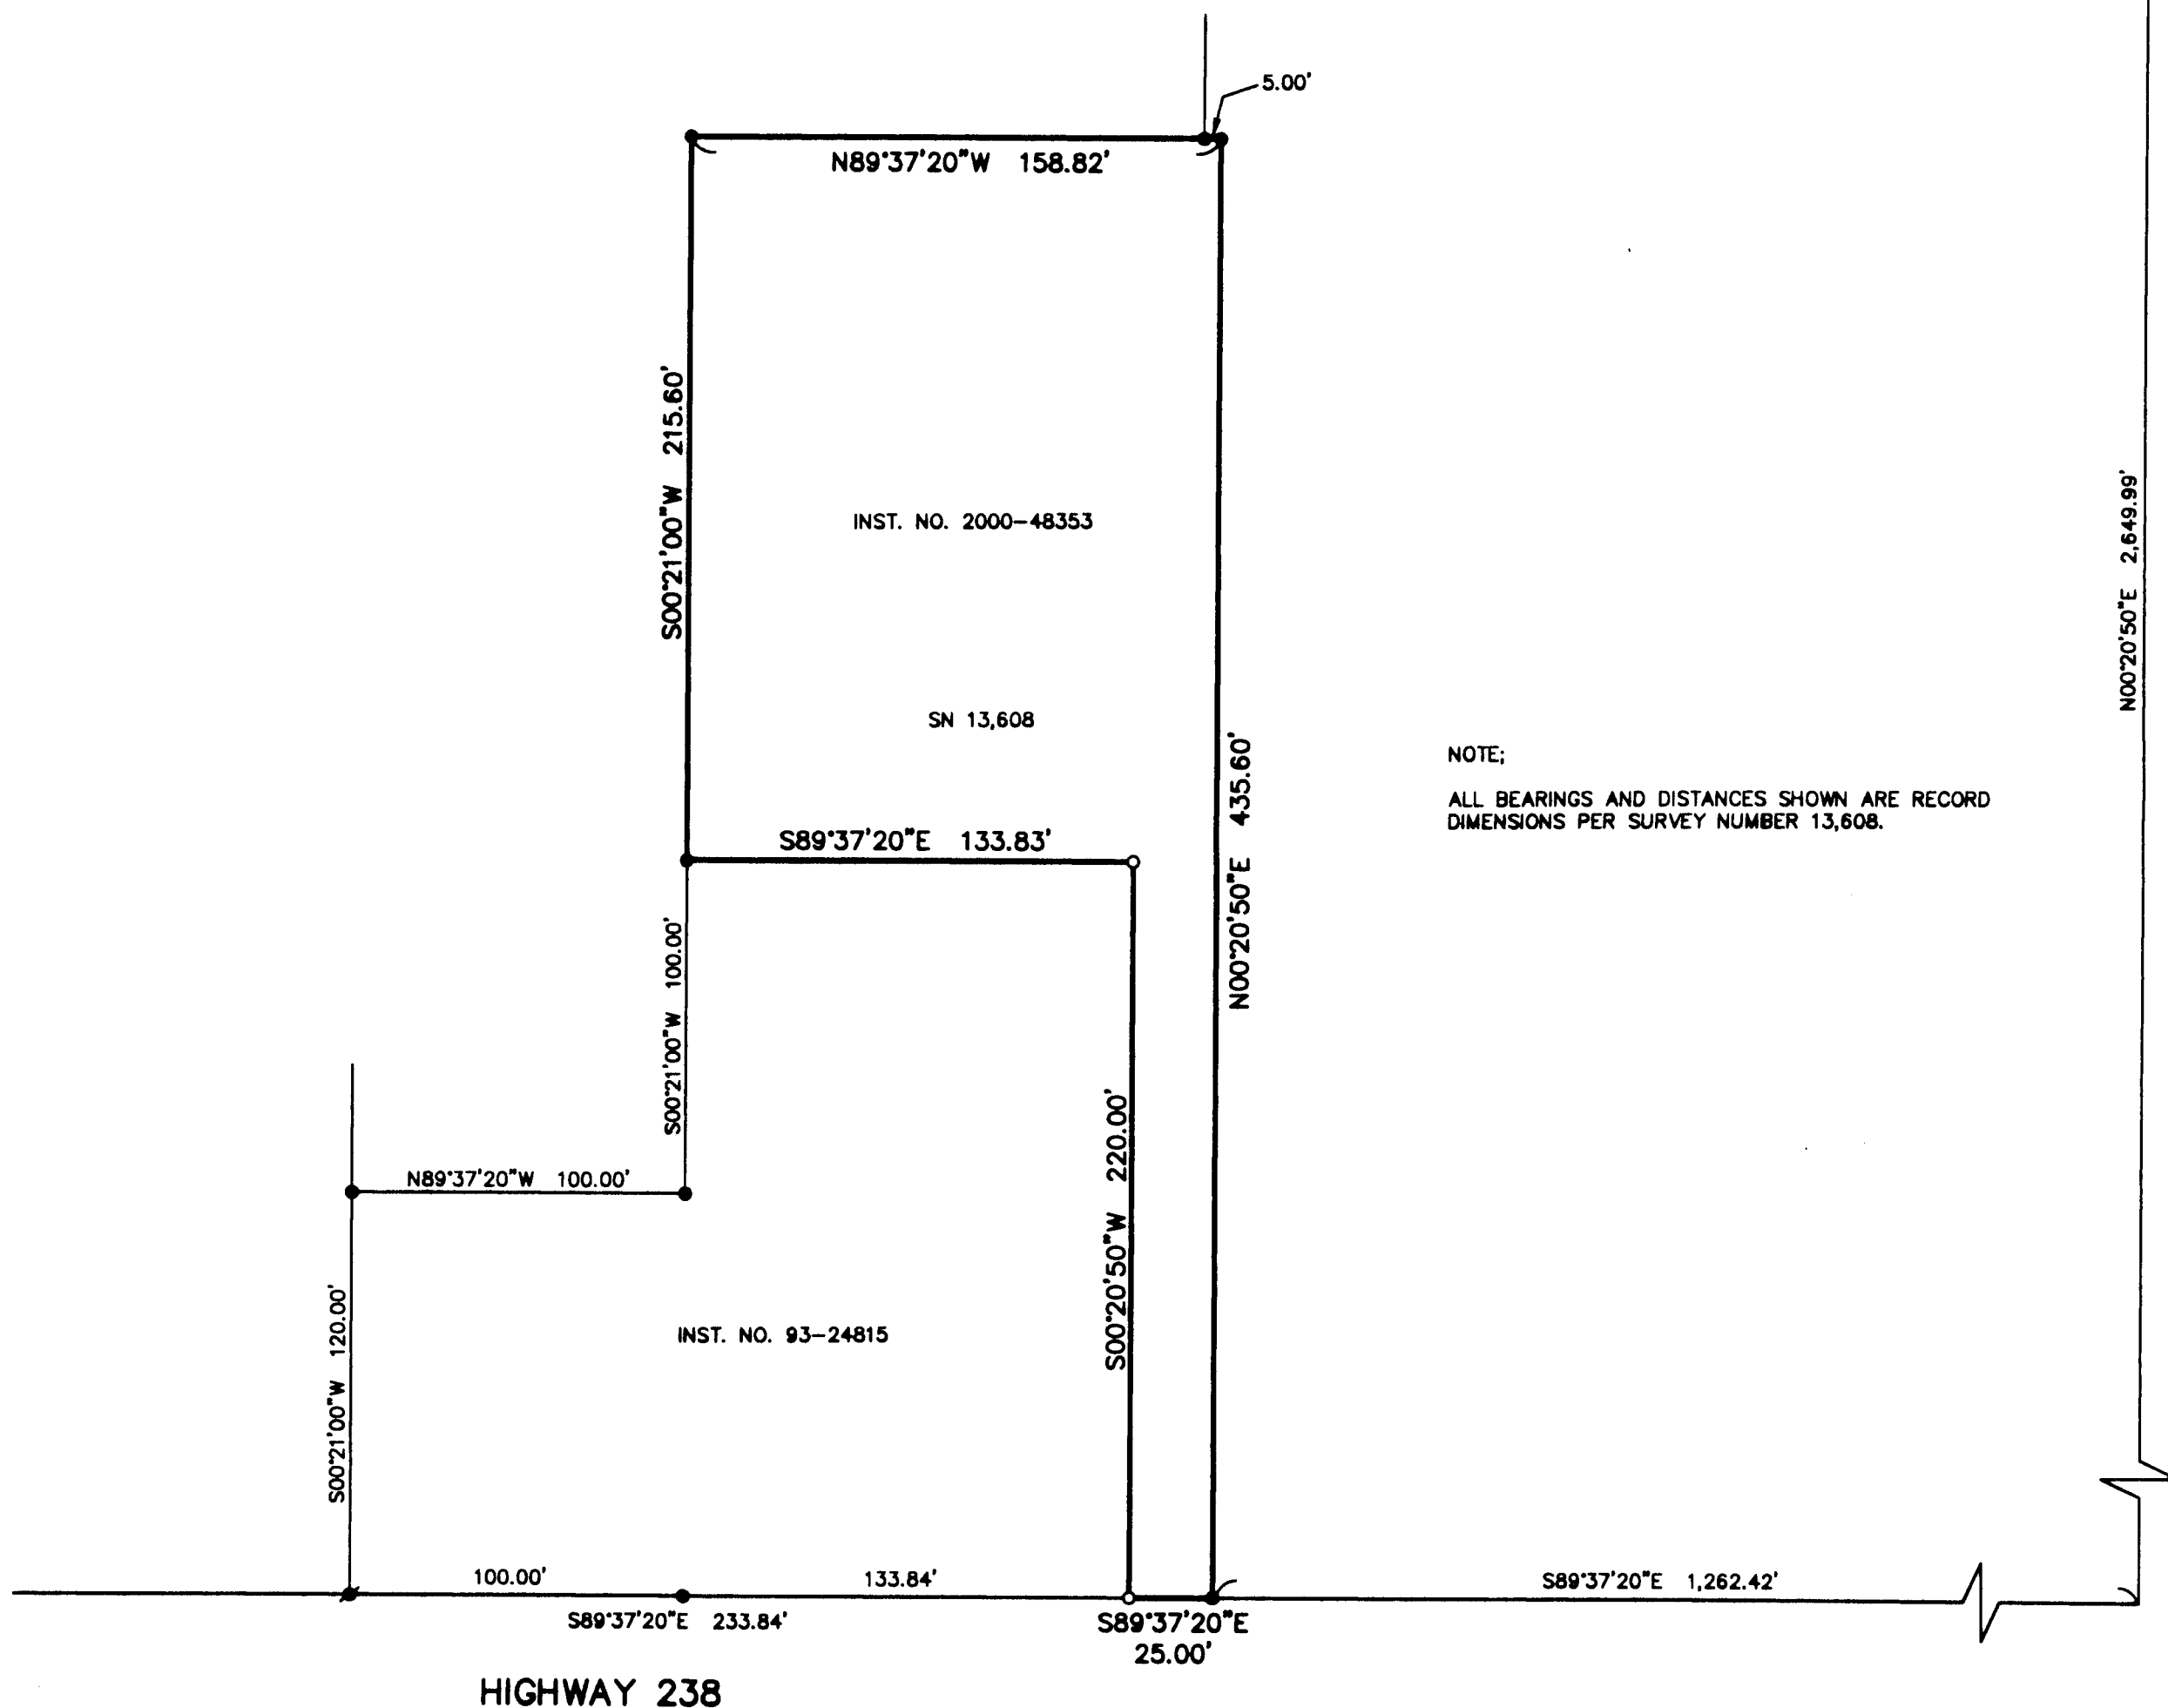 5.00'
N89°37'20"W 158.82'
S00°21'00"W 215.60'
INST. NO. 2000-48353
N00°20'50"E 2,649.99'
SN 13,608
NOTE;
ALL BEARINGS AND DISTANCES SHOWN ARE RECORD
DIMENSIONS PER SURVEY NUMBER 13,608.
N00°20'50"E 435.60'
S89°37'20"E 133.83'
S00°21'00"W 100.00'
N89°37'20"W 100.00'
S00°20'50"W 220.00'
S00°21'00"W 120.00'
INST. NO. 93-24815
100.00'
133.84'
S89°37'20"E 1,262.42'
S89°37'20"E 233.84'
S89°37'20"E
25.00'
HIGHWAY 238